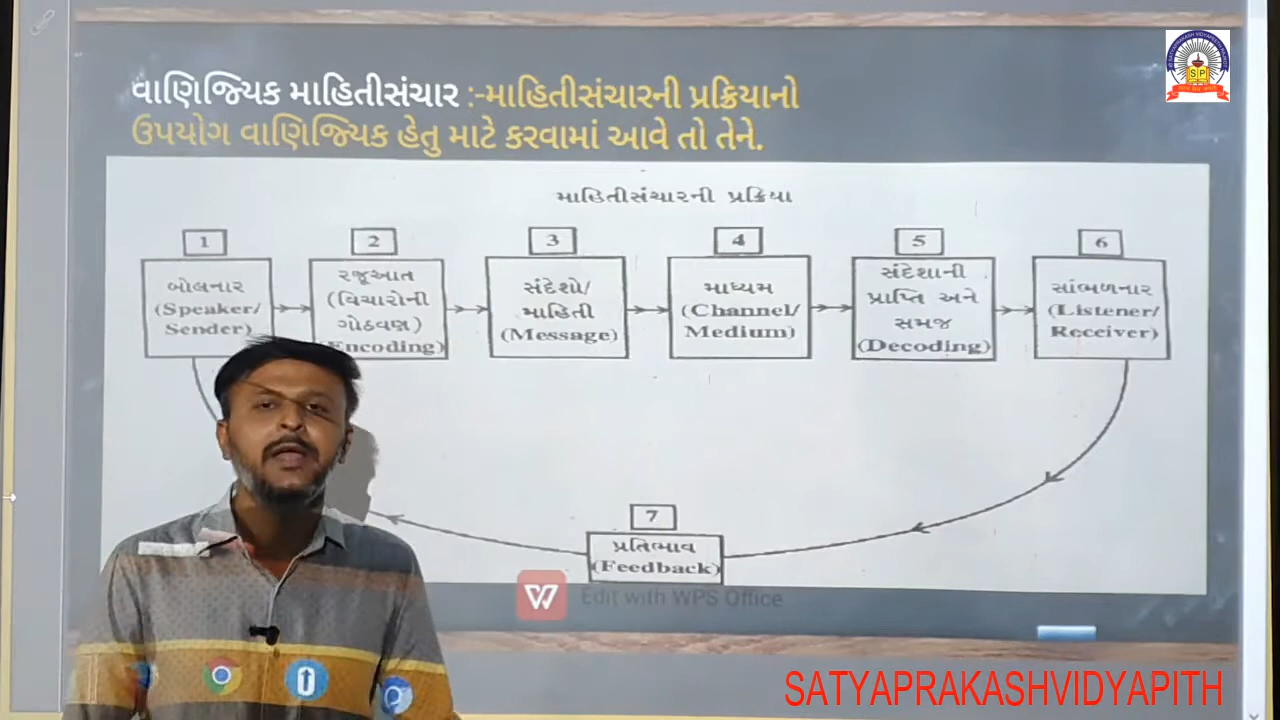 વાણિજ્યિક માહિતીસંચાર :-માહિતીસંચારની પ્રક્રિયાનો
ઉપયોગ વાણિજ્યિક હેતુ માટે કરવામાં આવે તો તેને.
માહિતીસંચારની પ્રક્રિયા
1
બોલનાર
(Speaker/
Sender)
2
રજૂઆત
(વિચારોની
ગોઠવણ)
(Encoding)
3
સંદેશો/
માહિતી
(Message)
4
માધ્યમ
(Channel/
Medium)
5
સંદેશાની
પ્રાપ્તિ અને
સમજ
(Decoding)
6
સાંભળનાર
(Listener/
Receiver)
7
પ્રતિભાવ
(Feedback)
Edit with WPS Office
SATYAPRAKASHVIDYAPITH
SP